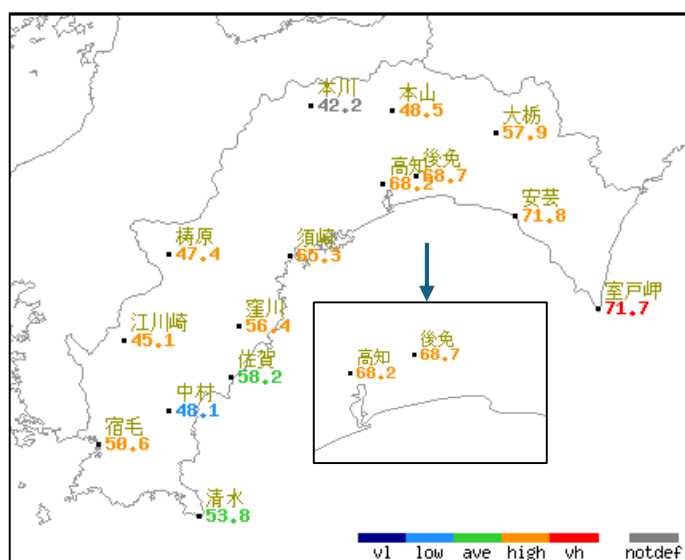 本川
42.2
本山
48.5
大栃
57.9
高知
68.2
後免
68.7
安芸
71.8
梼原
47.4
須崎
65.3
室戸岬
71.7
窪川
56.4
江川崎
45.1
佐賀
58.2
高知
68.2
後免
68.7
中村
48.1
宿毛
50.6
清水
53.8
vl low ave high vh notdef